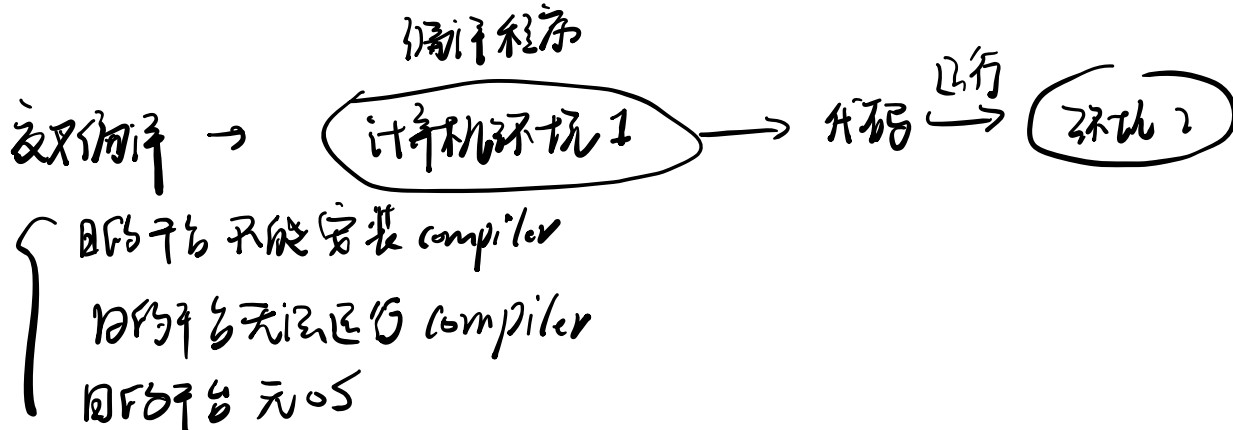 编译程序
交叉编译 → 计算机环境1 → 代码 运行 → 环境2
目的平台不能安装 compiler
目的平台无法运行 compiler
目的平台无OS